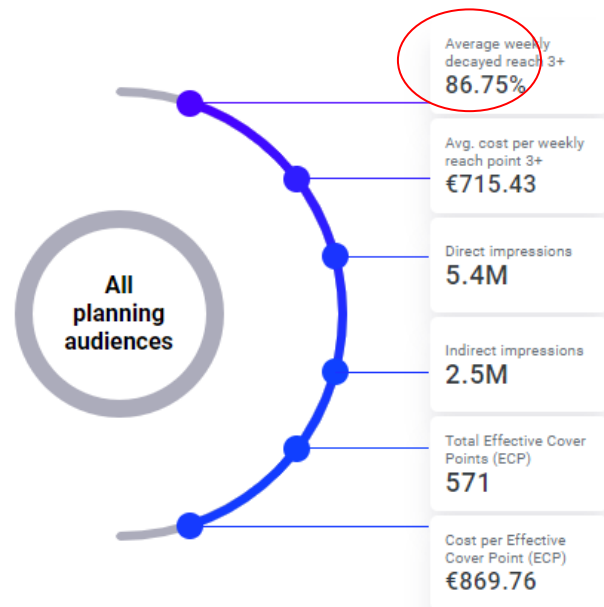 All
planning
audiences
Average weekly
decayed reach 3+
86.75%
Avg. cost per weekly
reach point 3+
€715.43
Direct impressions
5.4M
Indirect impressions
2.5M
Total Effective Cover
Points (ECP)
571
Cost per Effective
Cover Point (ECP)
€869.76